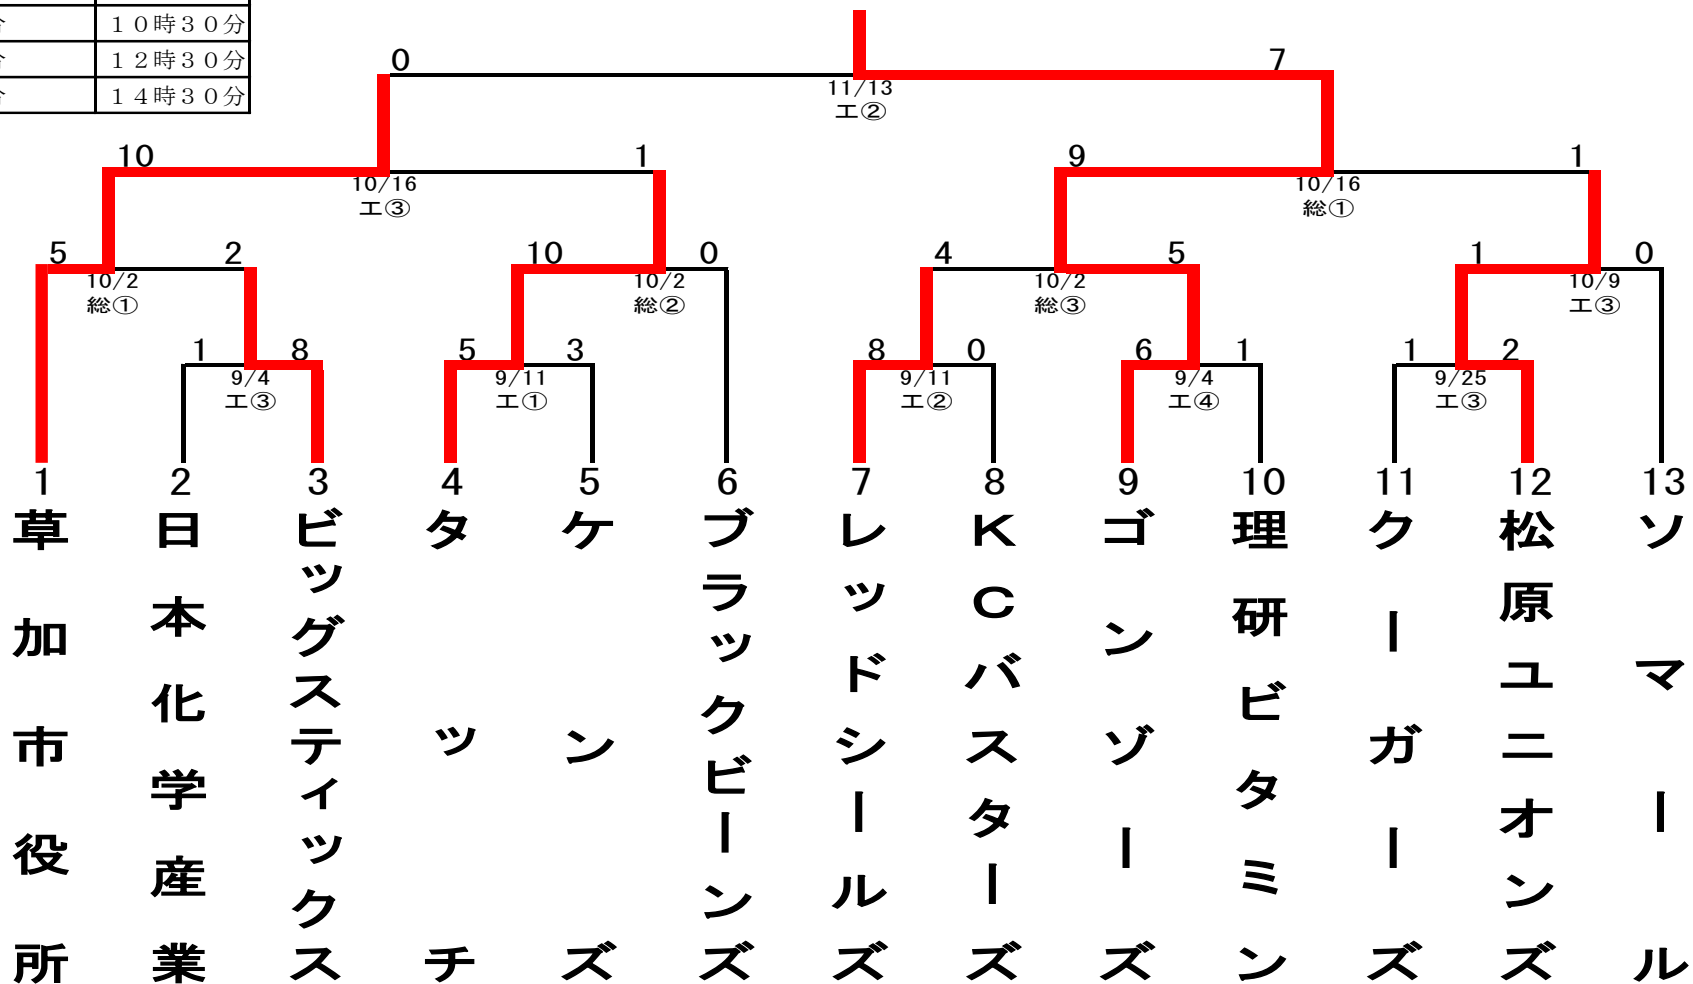 合 １０時３０分
合 １２時３０分
合 １４時３０分
0 7
11/13
エ②
10 1 9 1
10/16 10/16
エ③ 総①
5 2 10 0 4 5 1 0
10/2 10/2 10/2 10/9
総① 総② 総③ エ③
1 8 5 3 8 0 6 1 1 2
9/4 9/11 9/11 9/4 9/25
エ③ エ① エ② エ④ エ③
1 2 3 4 5 6 7 8 9 10 11 12 13
草加市役所
日本化学産業
ビッグスティックス
タッチ
ケンズ
ブラックビーンズ
レッドシールズ
KCバスターズ
ゴンゾーズ
理研ビタミン
クーガーズ
松原ユニオンズ
ソマール